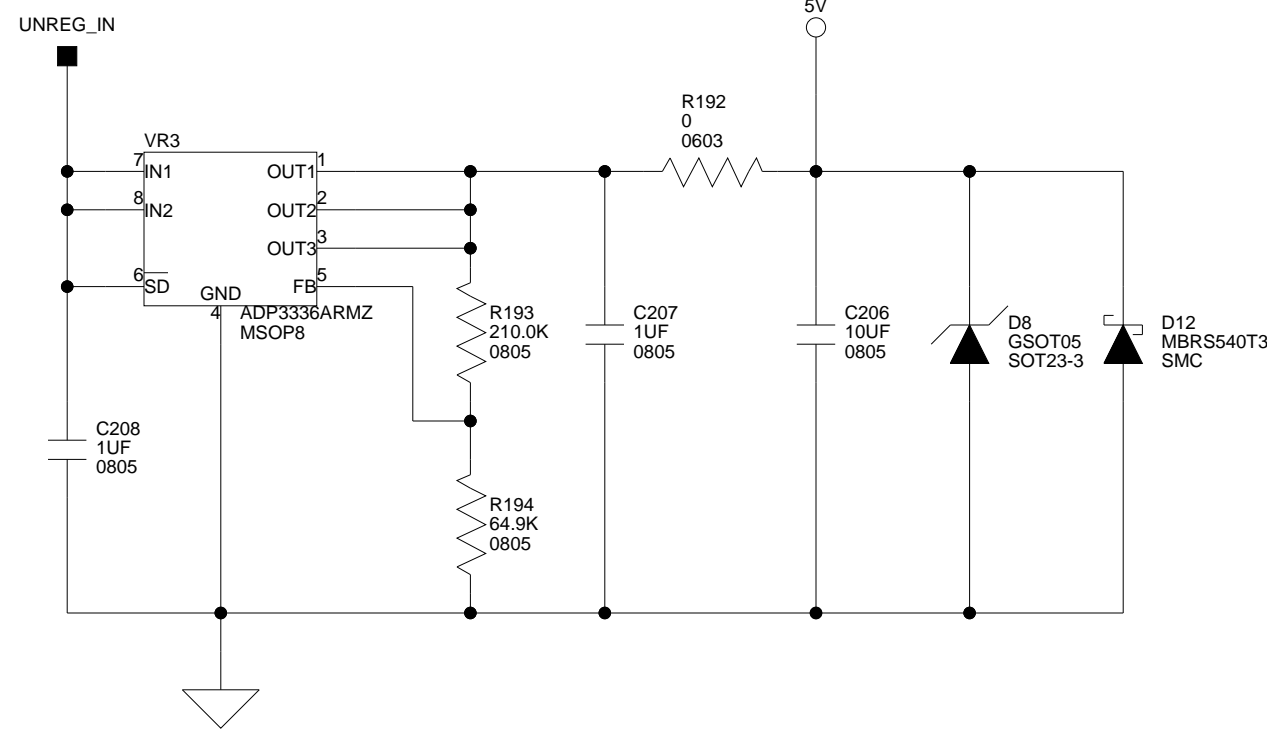 5V
UNREG_IN
R192
0
0603
VR3
7
IN1
OUT1
1
8
IN2
OUT2
2
OUT3
3
6
SD
GND
FB
5
4
ADP3336ARMZ
MSOP8
R193
210.0K
0805
C207
1UF
0805
C206
10UF
0805
D8
GSOT05
SOT23-3
D12
MBRS540T3
SMC
C208
1UF
0805
R194
64.9K
0805